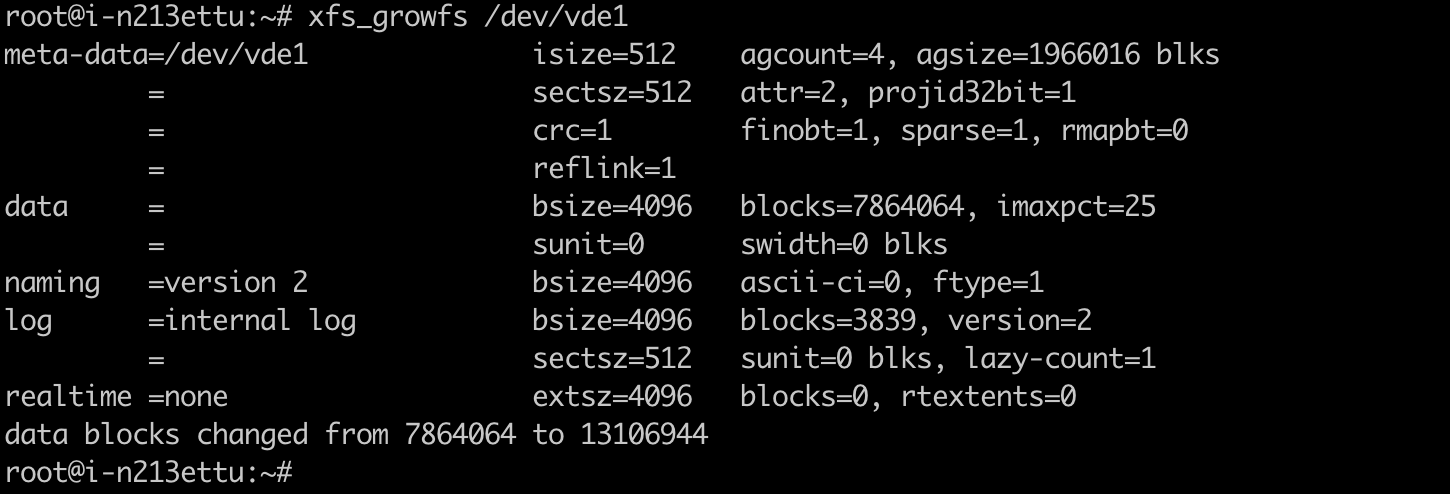 root@i-n213ettu:~# xfs_growfs /dev/vde1
meta-data=/dev/vde1              isize=512    agcount=4, agsize=1966016 blks
         =                       sectsz=512   attr=2, projid32bit=1
         =                       crc=1        finobt=1, sparse=1, rmapbt=0
         =                       reflink=1
data     =                       bsize=4096   blocks=7864064, imaxpct=25
         =                       sunit=0      swidth=0 blks
naming   =version 2              bsize=4096   ascii-ci=0, ftype=1
log      =internal log           bsize=4096   blocks=3839, version=2
         =                       sectsz=512   sunit=0 blks, lazy-count=1
realtime =none                   extsz=4096   blocks=0, rtextents=0
data blocks changed from 7864064 to 13106944
root@i-n213ettu:~#